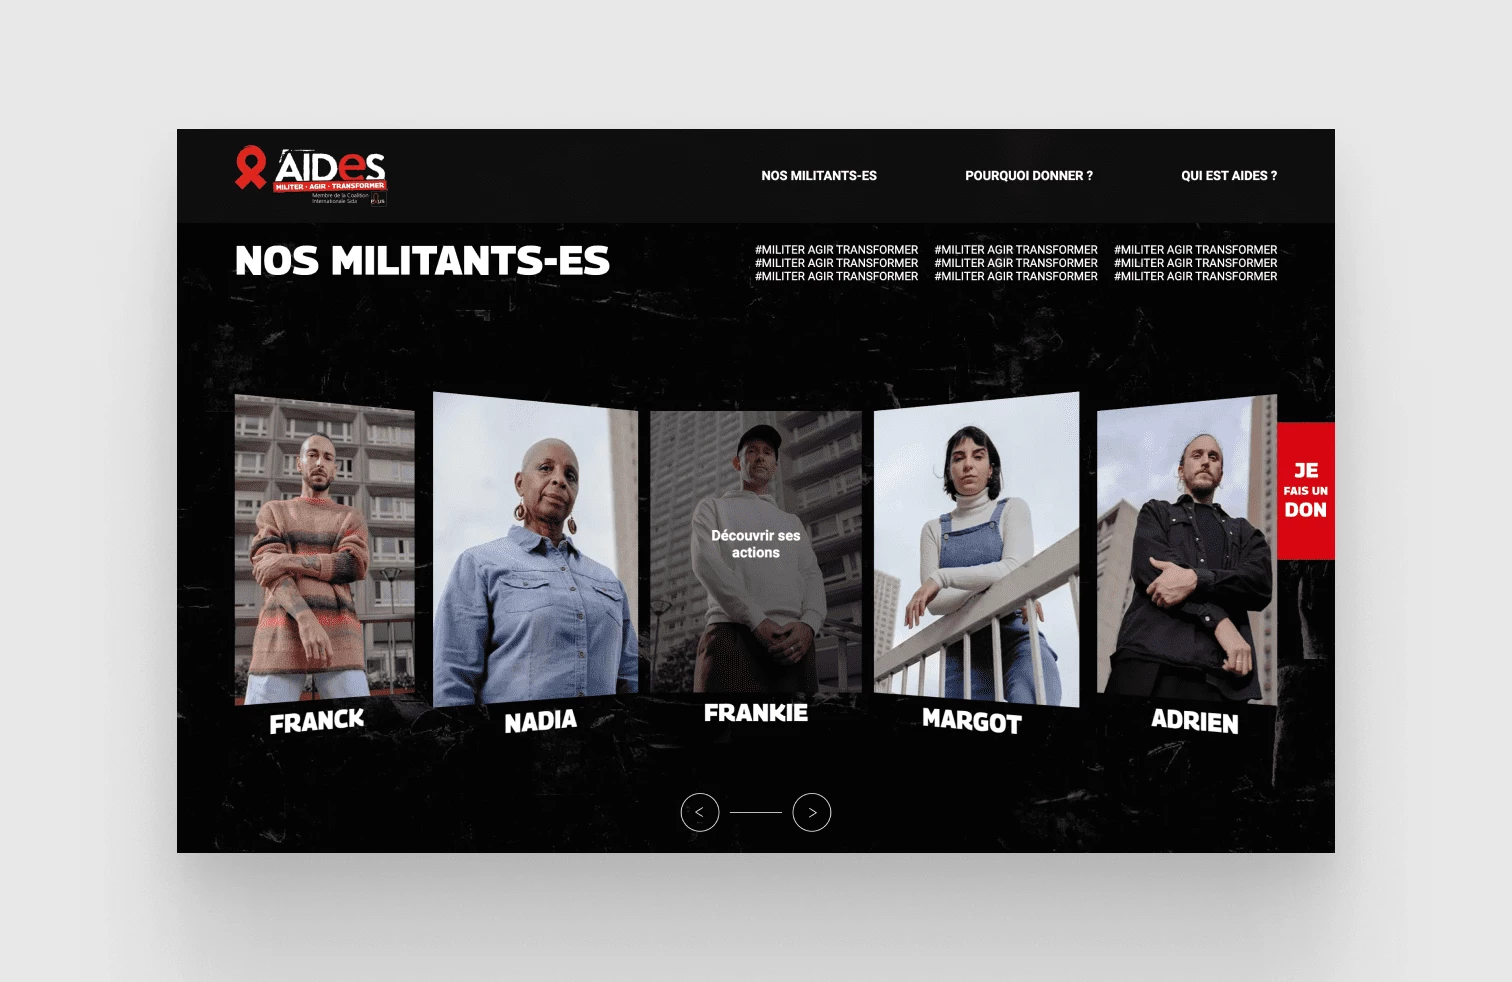 AIDeS
MILITER • AGIR • TRANSFORMER
Membre de la Coalition
Internationale Sida
PLUS
NOS MILITANTS-ES
POURQUOI DONNER ?
QUI EST AIDES ?
NOS MILITANTS-ES
#MILITER AGIR TRANSFORMER #MILITER AGIR TRANSFORMER #MILITER AGIR TRANSFORMER
#MILITER AGIR TRANSFORMER #MILITER AGIR TRANSFORMER #MILITER AGIR TRANSFORMER
#MILITER AGIR TRANSFORMER #MILITER AGIR TRANSFORMER #MILITER AGIR TRANSFORMER
JE
FAIS UN
DON
Découvrir ses
actions
FRANCK
NADIA
FRANKIE
MARGOT
ADRIEN
< >